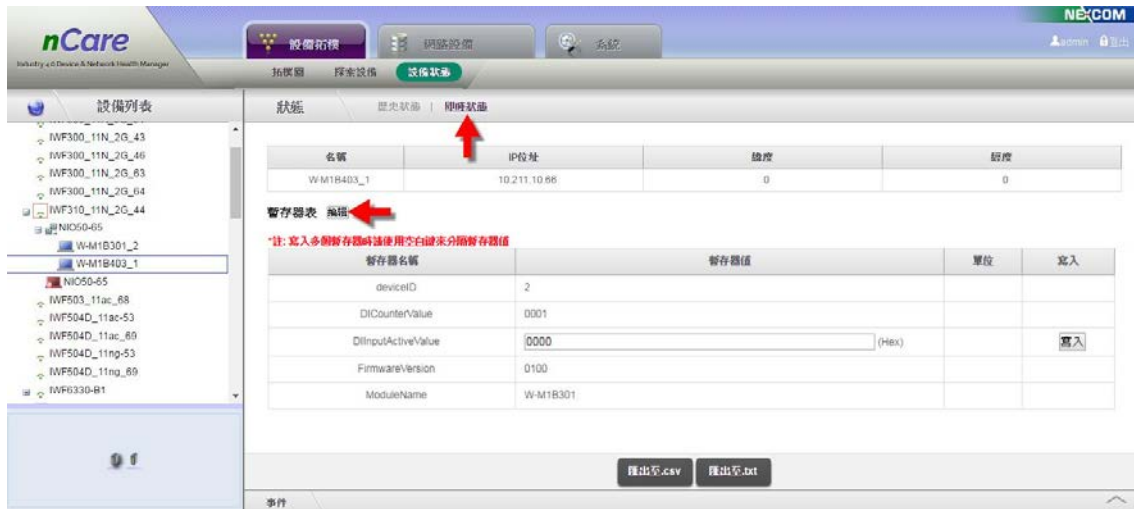 NEXCOM
nCare
Industry 4.0 Device & Network Health Manager
設備拓樸
網路設備
系統
admin
登出
拓樸圖
探索設備
設備狀態
設備列表
狀態
歷史狀態 | 即時狀態
IWF300_11N_2G_43
IWF300_11N_2G_46
IWF300_11N_2G_63
IWF300_11N_2G_64
IWF310_11N_2G_44
NIO50-65
W-M1B301_2
W-M1B403_1
NIO50-65
IWF503_11ac_68
IWF504D_11ac-53
IWF504D_11ac_69
IWF504D_11ng-53
IWF504D_11ng_69
IWF6330-B1
名稱 IP位址 緯度 經度
W-M1B403_1 10.211.10.66 0 0
暫存器表 編輯
*註: 寫入多個暫存器時請使用空白鍵來分隔暫存器值
暫存器名稱 暫存器值 單位 寫入
deviceID 2
DICounterValue 0001
DIInputActiveValue 0000 (Hex) 寫入
FirmwareVersion 0100
ModuleName W-M1B301
匯出至.csv 匯出至.txt
事件